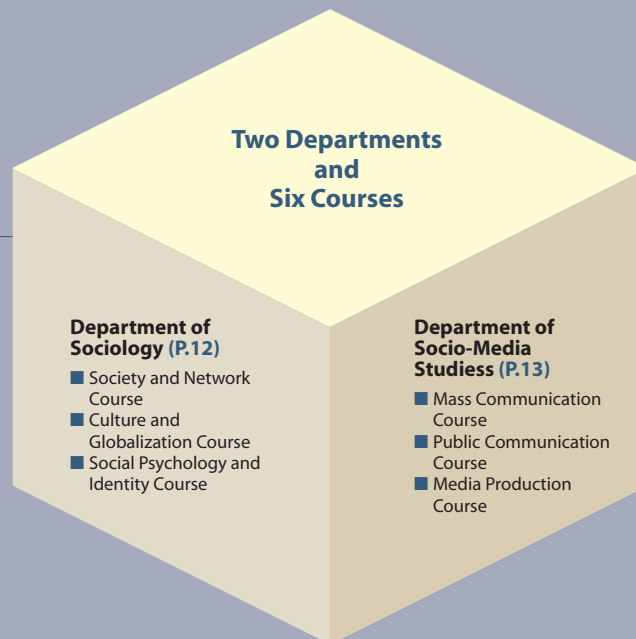 Two Departments
and
Six Courses
Department of
Sociology (P.12)
■ Society and Network
Course
■ Culture and
Globalization Course
■ Social Psychology and
Identity Course
Department of
Socio-Media
Studiess (P.13)
■ Mass Communication
Course
■ Public Communication
Course
■ Media Production
Course